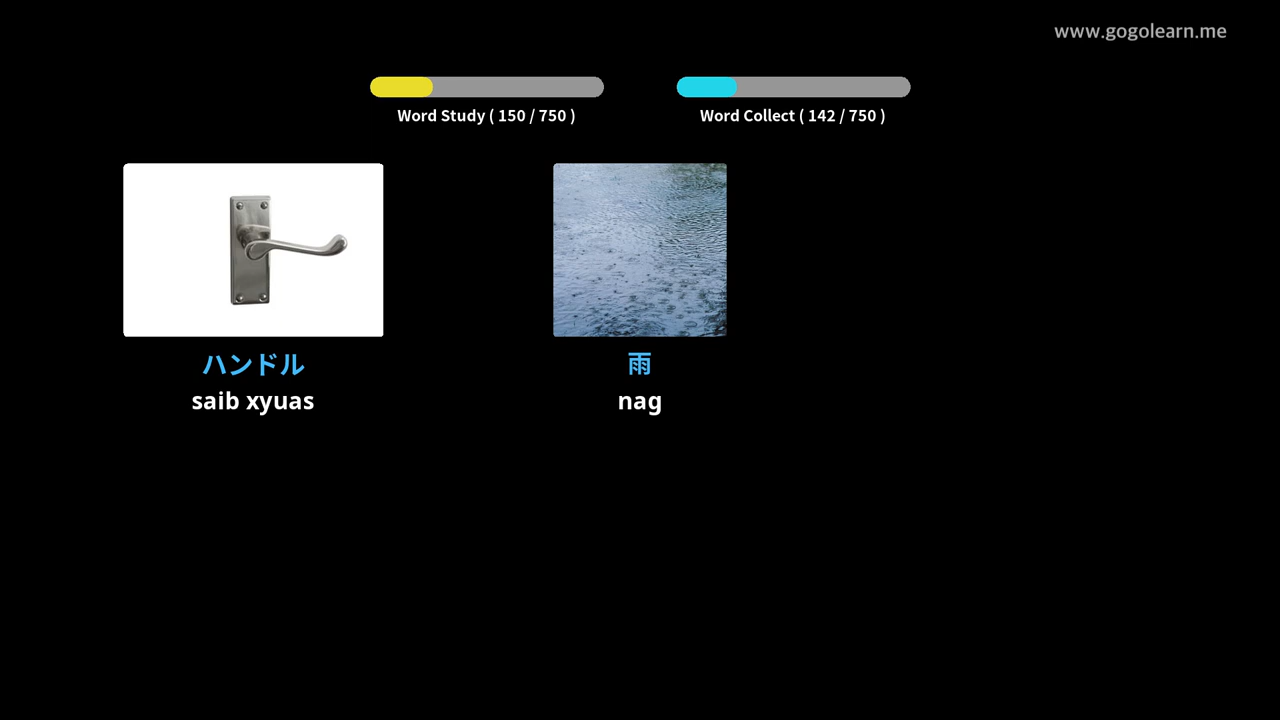 www.gogolearn.me
Word Study ( 150 / 750 )
Word Collect ( 142 / 750 )
ハンドル
saib xyuas
雨
nag